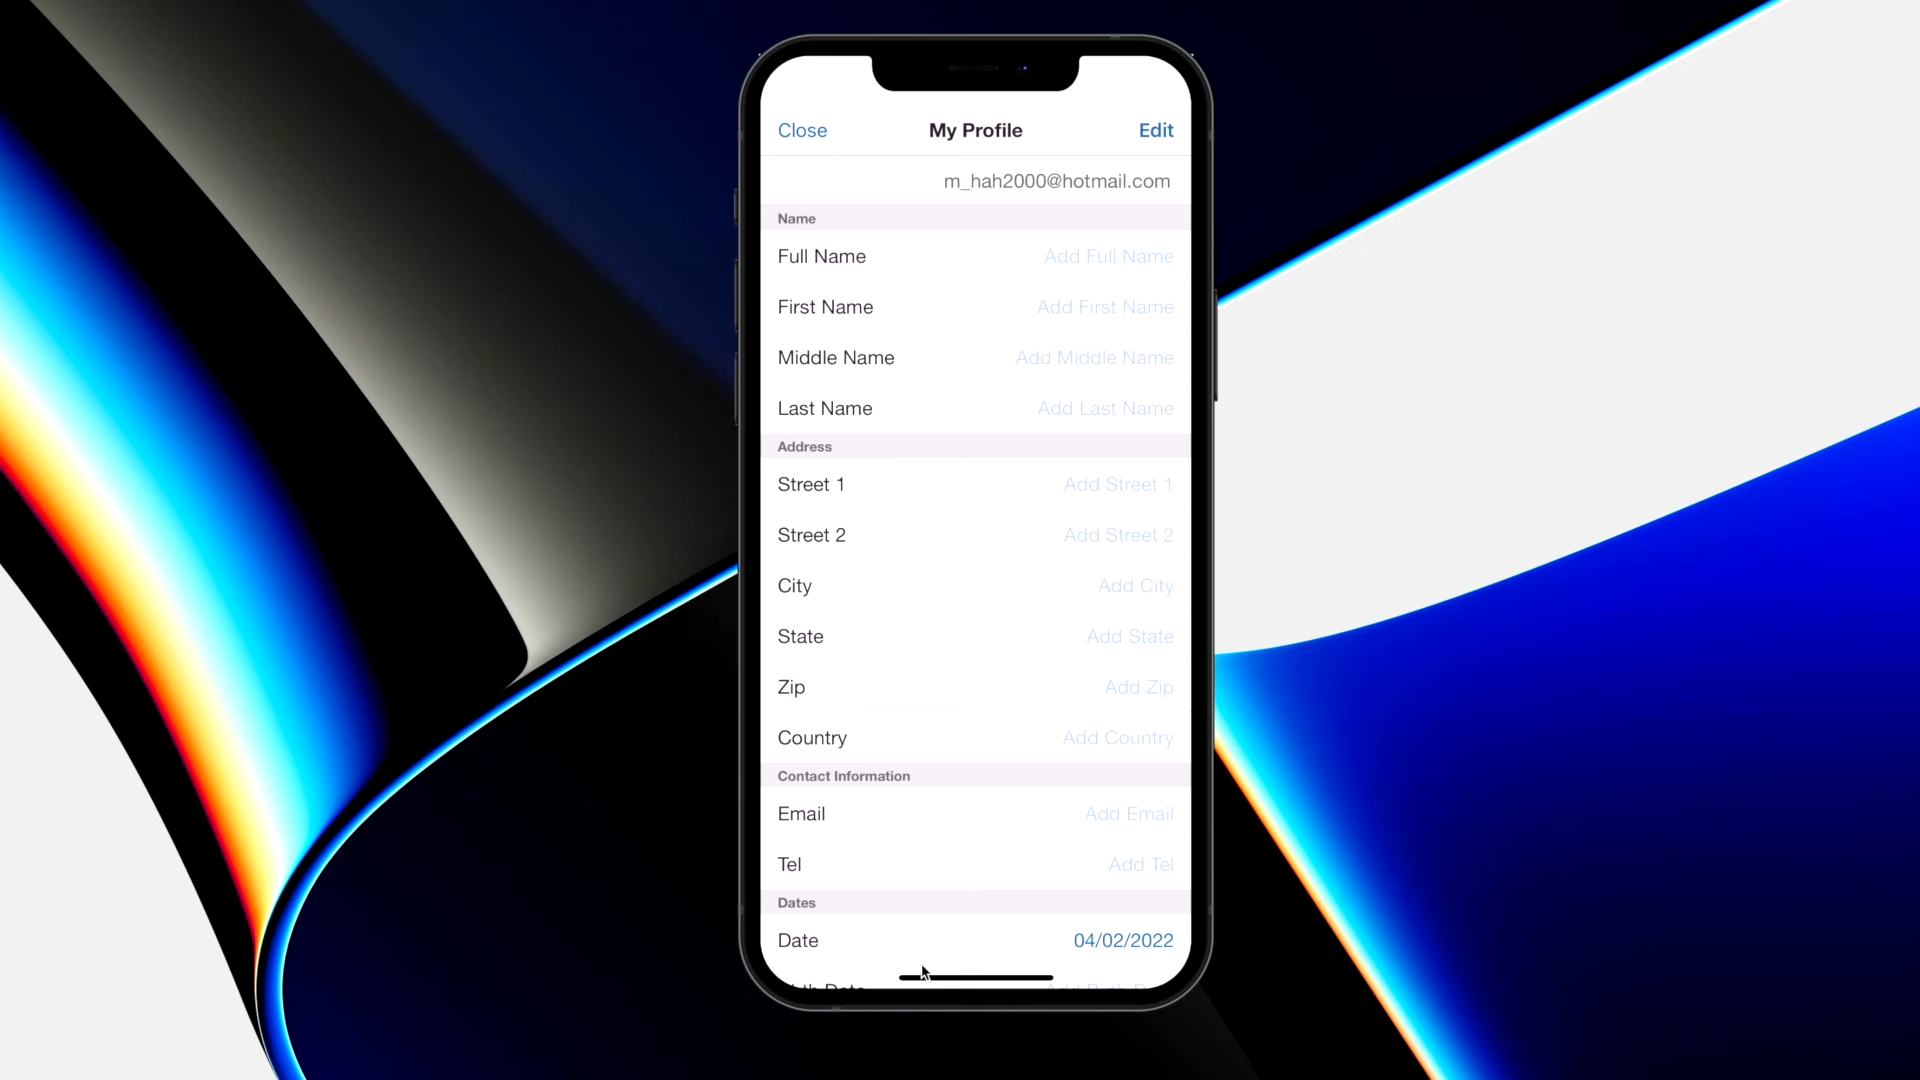 Close My Profile Edit
m_hah2000@hotmail.com
Name
Full Name Add Full Name
First Name Add First Name
Middle Name Add Middle Name
Last Name Add Last Name
Address
Street 1 Add Street 1
Street 2 Add Street 2
City Add City
State Add State
Zip Add Zip
Country Add Country
Contact Information
Email Add Email
Tel Add Tel
Dates
Date 04/02/2022